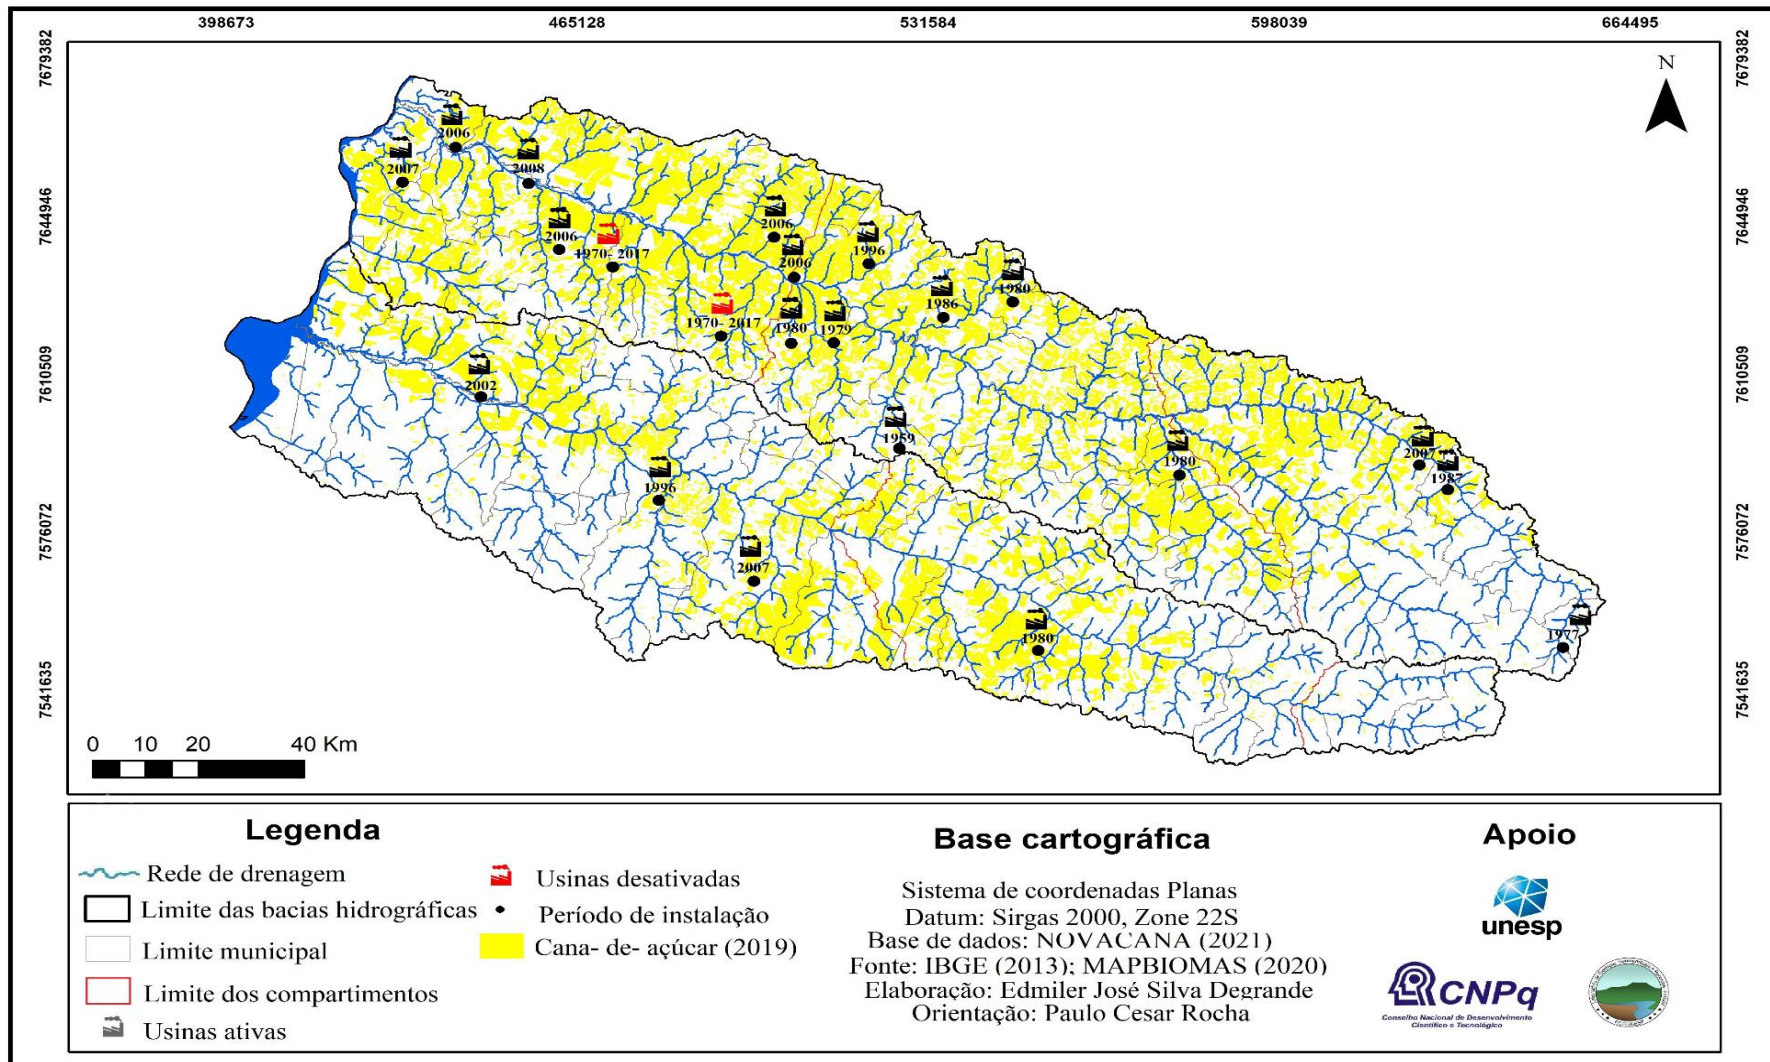 398673 465128 531584 598039 664495
7679382 7679382
N
2006
2007
2008
7644946 7644946
2006
1970- 2017
2006
2006
1996
1986
1980
1970- 2017
1980
1979
7610509 7610509
2002
1959
1980
2007
1987
1996
7576072 7576072
2007
1980
1977
7541635 7541635
0 10 20 40 Km
Legenda
Rede de drenagem
Limite das bacias hidrográficas
Limite municipal
Limite dos compartimentos
Usinas ativas
Usinas desativadas
Período de instalação
Cana- de- açúcar (2019)
Base cartográfica
Sistema de coordenadas Planas
Datum: Sirgas 2000, Zone 22S
Base de dados: NOVACANA (2021)
Fonte: IBGE (2013); MAPBIOMAS (2020)
Elaboração: Edmiler José Silva Degrande
Orientação: Paulo Cesar Rocha
Apoio
unesp
CNPq
Conselho Nacional de Desenvolvimento
Científico e Tecnológico